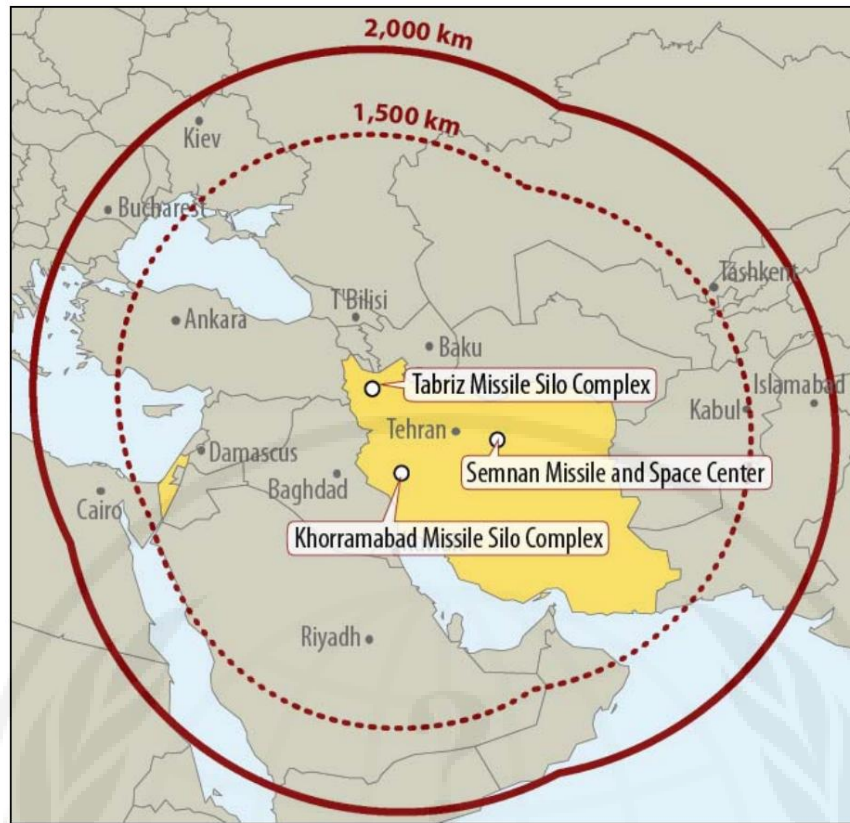 2,000 km
1,500 km
Kiev
Bucharest
Tashkent
T'Bilisi
Ankara
Baku
Tabriz Missile Silo Complex
Islamabad
Kabul
Tehran
Damascus
Semnan Missile and Space Center
Baghdad
Cairo
Khorramabad Missile Silo Complex
Riyadh